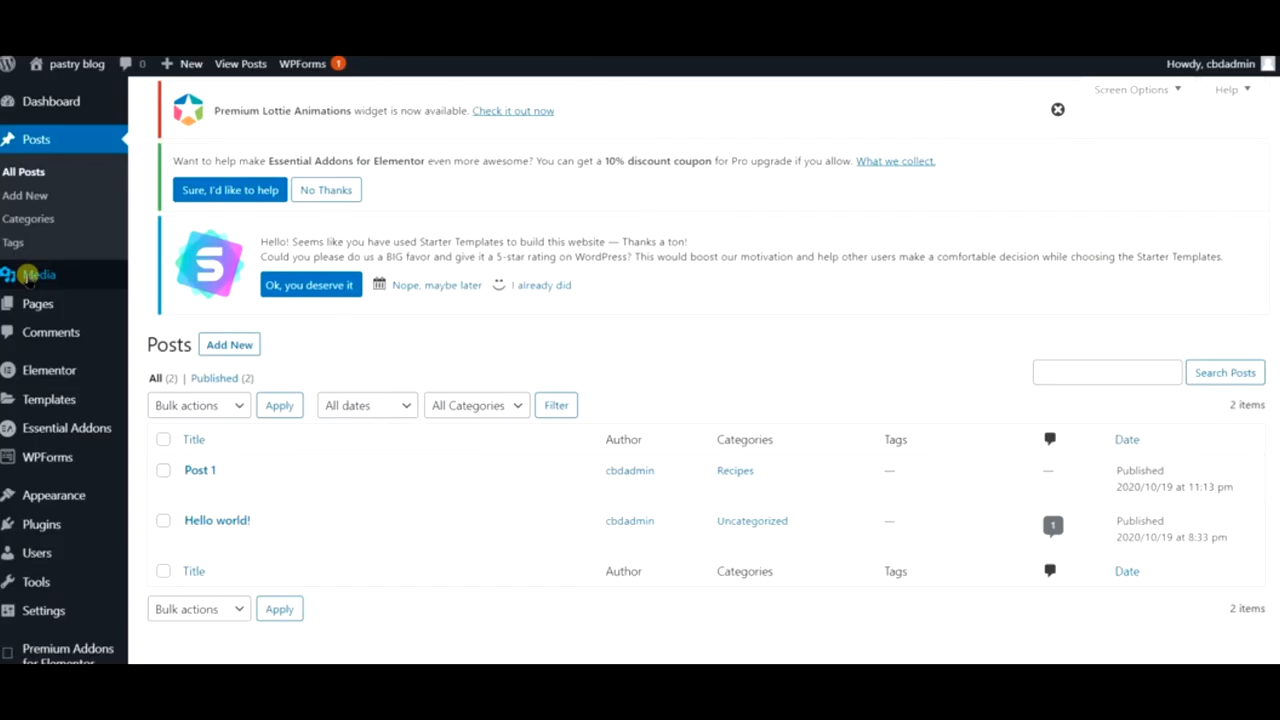 pastry blog 0 New View Posts WPForms 1 Howdy, cbdadmin
Dashboard
Posts
All Posts
Add New
Categories
Tags
Media
Pages
Comments
Elementor
Templates
Essential Addons
WPForms
Appearance
Plugins
Users
Tools
Settings
Premium Addons
for Elementor
Screen Options Help
Premium Lottie Animations widget is now available. Check it out now
Want to help make Essential Addons for Elementor even more awesome? You can get a 10% discount coupon for Pro upgrade if you allow. What we collect.
Sure, I'd like to help No Thanks
S
Hello! Seems like you have used Starter Templates to build this website — Thanks a ton!
Could you please do us a BIG favor and give it a 5-star rating on WordPress? This would boost our motivation and help other users make a comfortable decision while choosing the Starter Templates.
Ok, you deserve it Nope, maybe later I already did
Posts Add New
All (2) | Published (2)
Search Posts
Bulk actions Apply All dates All Categories Filter 2 items
Title Author Categories Tags Date
Post 1 cbdadmin Recipes — — Published
2020/10/19 at 11:13 pm
Hello world! cbdadmin Uncategorized — 1 Published
2020/10/19 at 8:33 pm
Title Author Categories Tags Date
Bulk actions Apply 2 items